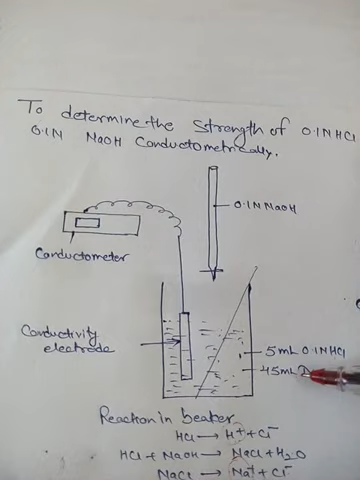 To determine the Strength of 0.1N HCl
0.1N NaOH Conductometrically.
0.1N NaOH
Conductometer
Conductivity
electrode
5mL 0.1N HCl
45mL
Reaction in beaker
HCl → H⁺ + Cl⁻
HCl + NaOH → NaCl + H₂O
NaCl → Na⁺ + Cl⁻